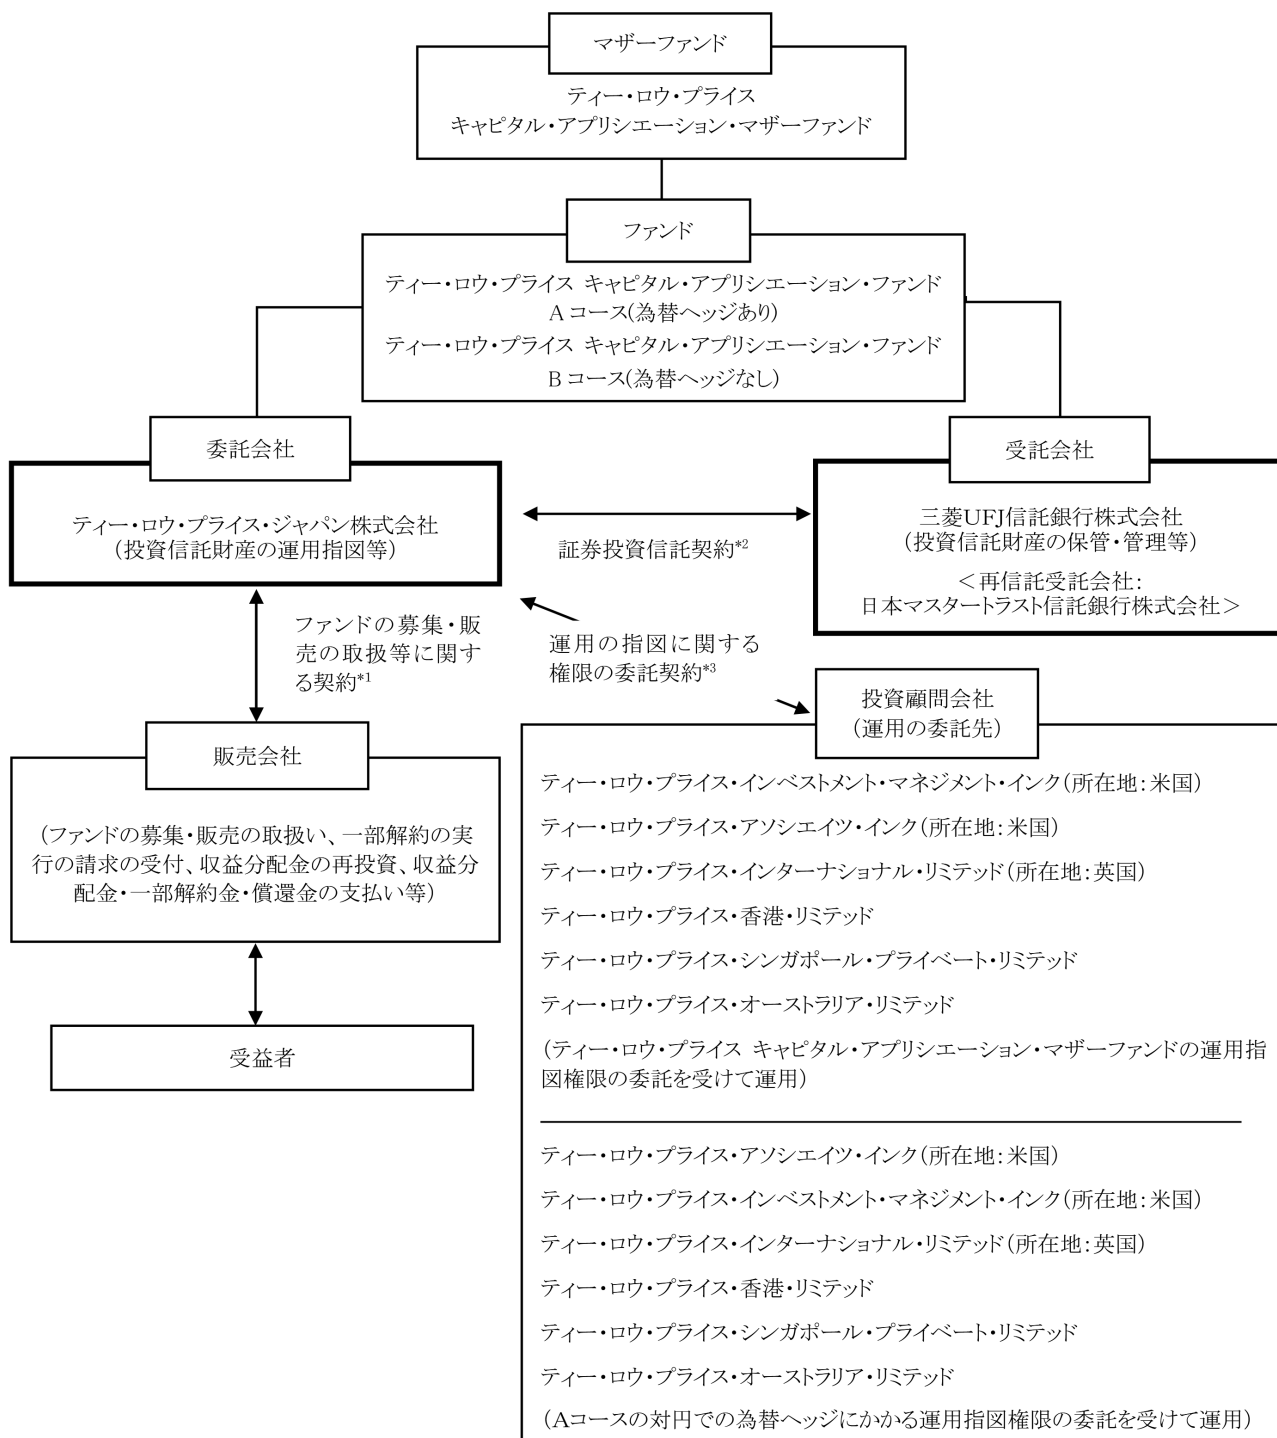 マザーファンド
ティー・ロウ・プライス
キャピタル・アプリシエーション・マザーファンド
ファンド
ティー・ロウ・プライス キャピタル・アプリシエーション・ファンド
Aコース(為替ヘッジあり)
ティー・ロウ・プライス キャピタル・アプリシエーション・ファンド
Bコース(為替ヘッジなし)
委託会社
ティー・ロウ・プライス・ジャパン株式会社
(投資信託財産の運用指図等)
証券投資信託契約*2
受託会社
三菱UFJ信託銀行株式会社
(投資信託財産の保管・管理等)
<再信託受託会社:
日本マスタートラスト信託銀行株式会社>
ファンドの募集・販
売の取扱等に関す
る契約*1
運用の指図に関する
権限の委託契約*3
販売会社
(ファンドの募集・販売の取扱い、一部解約の実
行の請求の受付、収益分配金の再投資、収益分
配金・一部解約金・償還金の支払い等)
受益者
投資顧問会社
(運用の委託先)
ティー・ロウ・プライス・インベストメント・マネジメント・インク(所在地:米国)
ティー・ロウ・プライス・アソシエイツ・インク(所在地:米国)
ティー・ロウ・プライス・インターナショナル・リミテッド(所在地:英国)
ティー・ロウ・プライス・香港・リミテッド
ティー・ロウ・プライス・シンガポール・プライベート・リミテッド
ティー・ロウ・プライス・オーストラリア・リミテッド
(ティー・ロウ・プライス キャピタル・アプリシエーション・マザーファンドの運用指
図権限の委託を受けて運用)
ティー・ロウ・プライス・アソシエイツ・インク(所在地:米国)
ティー・ロウ・プライス・インベストメント・マネジメント・インク(所在地:米国)
ティー・ロウ・プライス・インターナショナル・リミテッド(所在地:英国)
ティー・ロウ・プライス・香港・リミテッド
ティー・ロウ・プライス・シンガポール・プライベート・リミテッド
ティー・ロウ・プライス・オーストラリア・リミテッド
(Aコースの対円での為替ヘッジにかかる運用指図権限の委託を受けて運用)